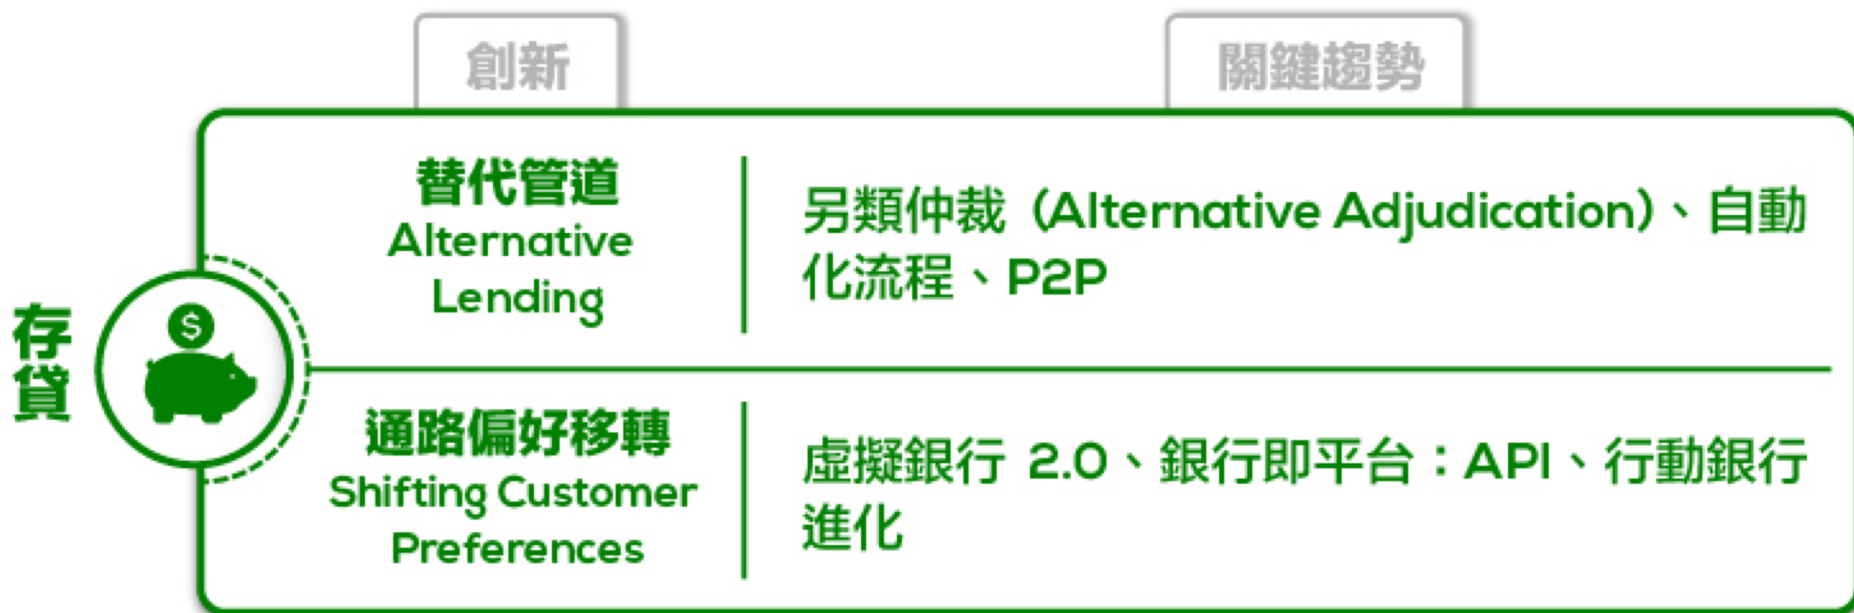 創新
關鍵趨勢
存貸
$
替代管道
Alternative
Lending
另類仲裁 (Alternative Adjudication)、自動
化流程、P2P
通路偏好移轉
Shifting Customer
Preferences
虛擬銀行 2.0、銀行即平台：API、行動銀行
進化